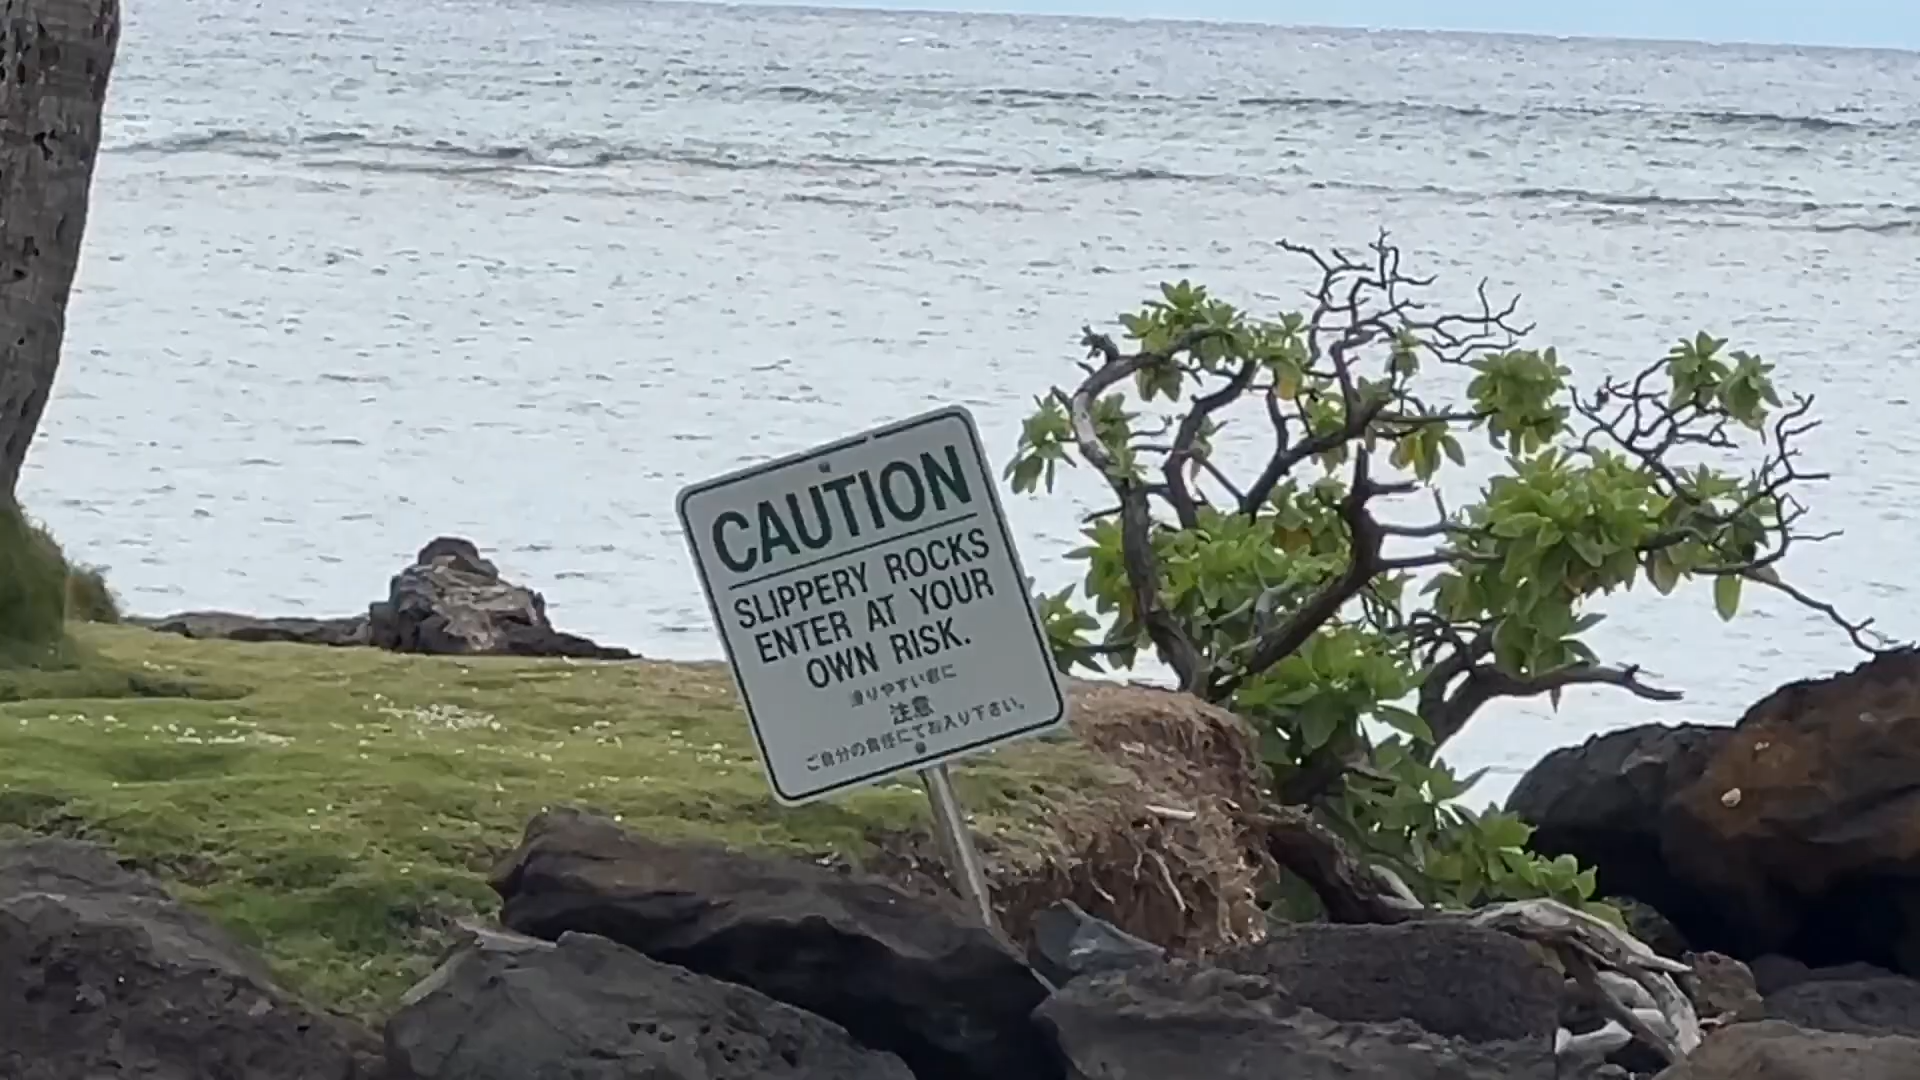 CAUTION
SLIPPERY ROCKS
ENTER AT YOUR
OWN RISK.
滑りやすい岩に
注意
ご自分の責任にてお入り下さい。